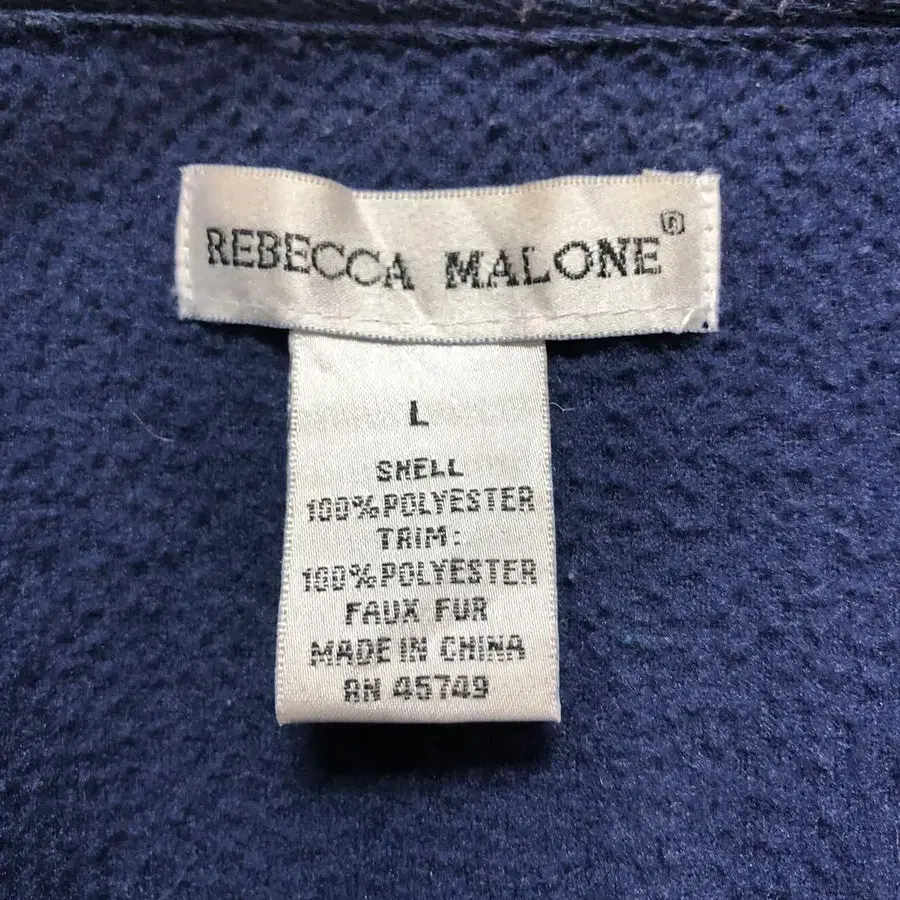 REBECCA MALONE®
L
SHELL
100%POLYESTER
TRIM:
100%POLYESTER
FAUX FUR
MADE IN CHINA
RN 45749